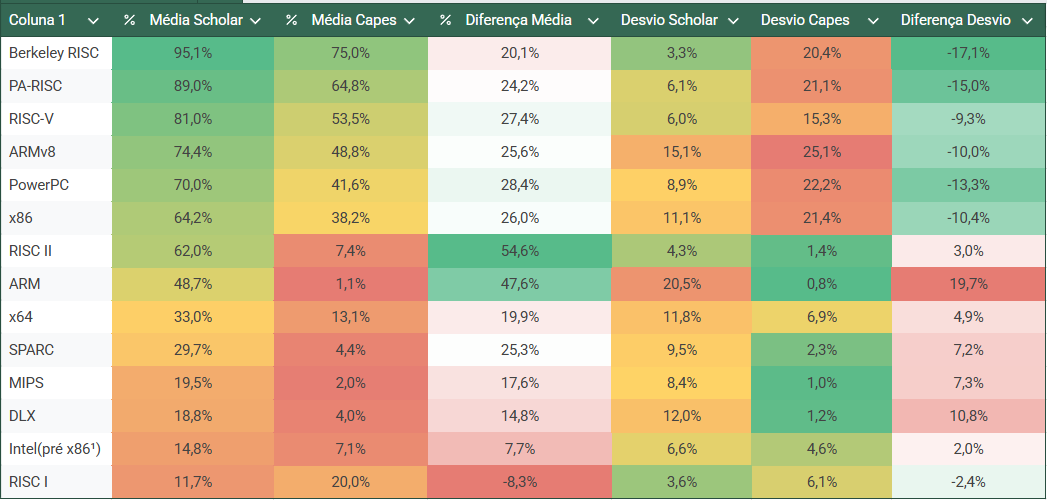 Coluna 1 % Média Scholar % Média Capes % Diferença Média Desvio Scholar Desvio Capes Diferença Desvio
Berkeley RISC 95,1% 75,0% 20,1% 3,3% 20,4% -17,1%
PA-RISC 89,0% 64,8% 24,2% 6,1% 21,1% -15,0%
RISC-V 81,0% 53,5% 27,4% 6,0% 15,3% -9,3%
ARMv8 74,4% 48,8% 25,6% 15,1% 25,1% -10,0%
PowerPC 70,0% 41,6% 28,4% 8,9% 22,2% -13,3%
x86 64,2% 38,2% 26,0% 11,1% 21,4% -10,4%
RISC II 62,0% 7,4% 54,6% 4,3% 1,4% 3,0%
ARM 48,7% 1,1% 47,6% 20,5% 0,8% 19,7%
x64 33,0% 13,1% 19,9% 11,8% 6,9% 4,9%
SPARC 29,7% 4,4% 25,3% 9,5% 2,3% 7,2%
MIPS 19,5% 2,0% 17,6% 8,4% 1,0% 7,3%
DLX 18,8% 4,0% 14,8% 12,0% 1,2% 10,8%
Intel(pré x86¹) 14,8% 7,1% 7,7% 6,6% 4,6% 2,0%
RISC I 11,7% 20,0% -8,3% 3,6% 6,1% -2,4%